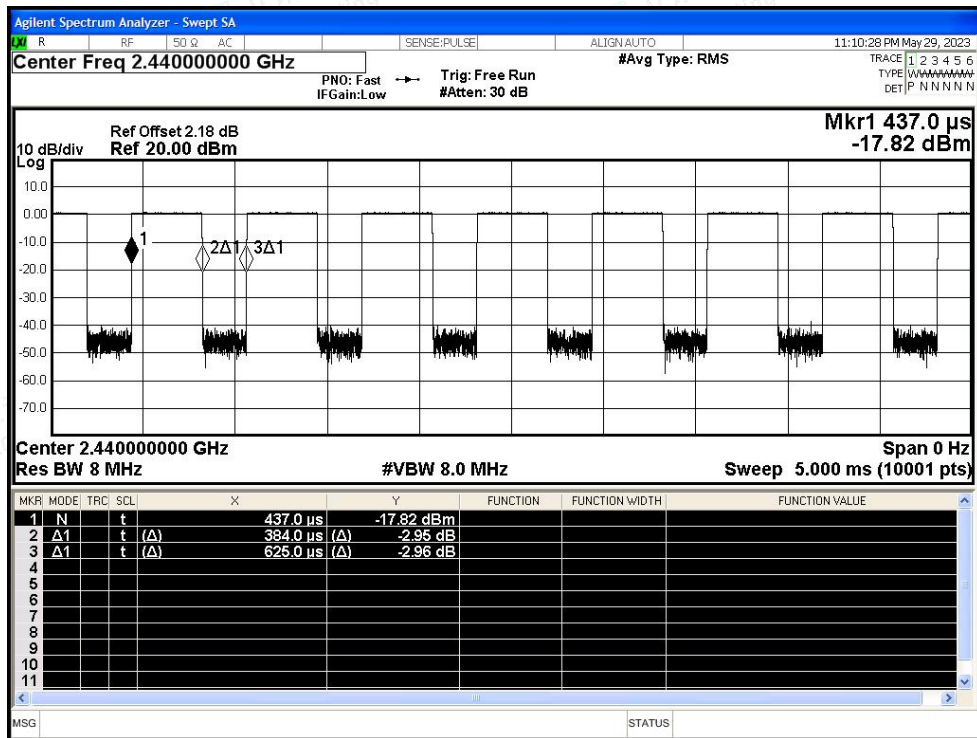 Agilent Spectrum Analyzer - Swept SA
LXI R RF 50 Ω AC SENSE:PULSE ALIGN AUTO 11:10:28 PM May 29, 2023
Center Freq 2.440000000 GHz #Avg Type: RMS TRACE 1 2 3 4 5 6
PNO: Fast Trig: Free Run TYPE WWWWWW
IFGain:Low #Atten: 30 dB DET P N N N N N
Mkr1 437.0 µs
Ref Offset 2.18 dB
10 dB/div Ref 20.00 dBm -17.82 dBm
Log
10.0
0.00
-10.0
1 2Δ1 3Δ1
-20.0
-30.0
-40.0
-50.0
-60.0
-70.0
Center 2.440000000 GHz Span 0 Hz
Res BW 8 MHz #VBW 8.0 MHz Sweep 5.000 ms (10001 pts)
MKR MODE TRC SCL X Y FUNCTION FUNCTION WIDTH FUNCTION VALUE
1 N t 437.0 µs -17.82 dBm
2 Δ1 t (Δ) 384.0 µs (Δ) -2.95 dB
3 Δ1 t (Δ) 625.0 µs (Δ) -2.96 dB
4
5
6
7
8
9
10
11
MSG STATUS